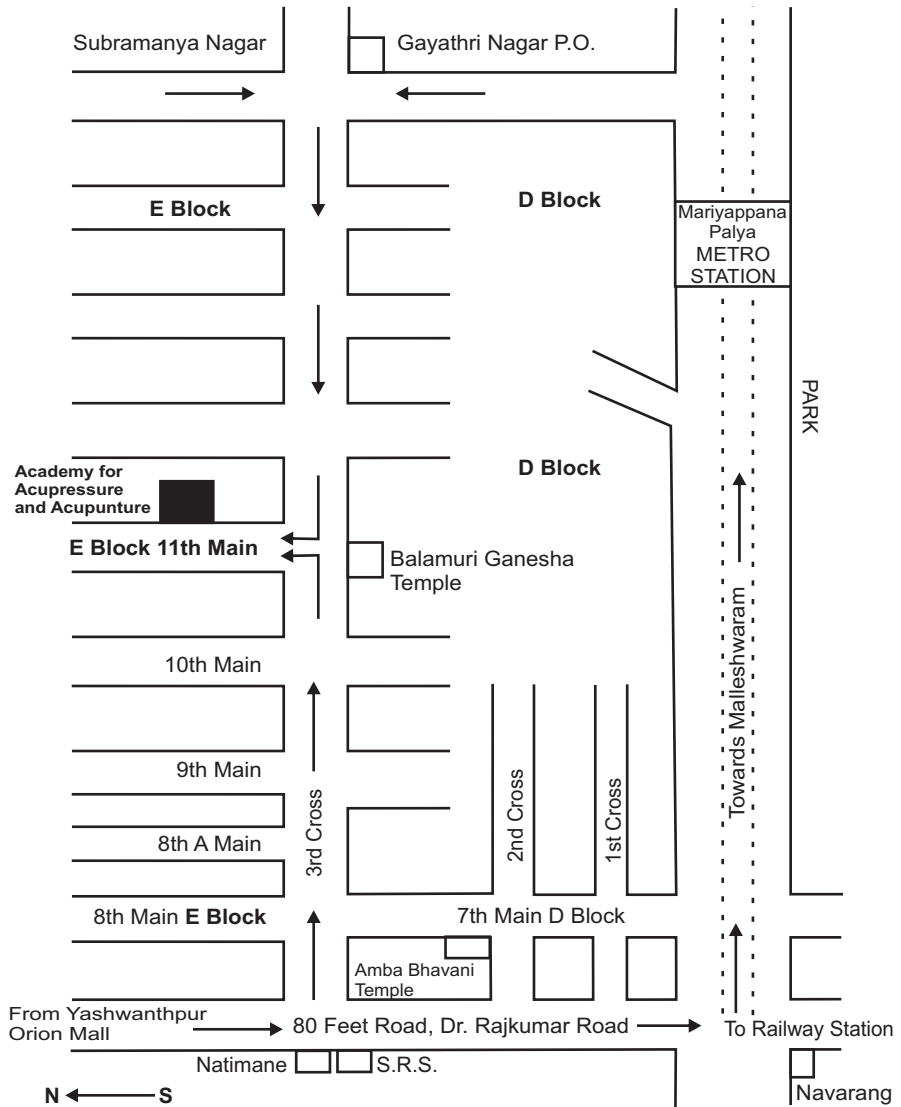 Subramanya Nagar
Gayathri Nagar P.O.
E Block
D Block
Mariyappana
Palya
METRO
STATION
PARK
D Block
Academy for
Acupressure
and Acupunture
E Block 11th Main
Balamuri Ganesha
Temple
Towards Malleshwaram
10th Main
9th Main
3rd Cross
2nd Cross
1st Cross
8th A Main
8th Main E Block
7th Main D Block
Amba Bhavani
Temple
From Yashwanthpur
Orion Mall
80 Feet Road, Dr. Rajkumar Road
To Railway Station
Natimane
S.R.S.
Navarang
N
S